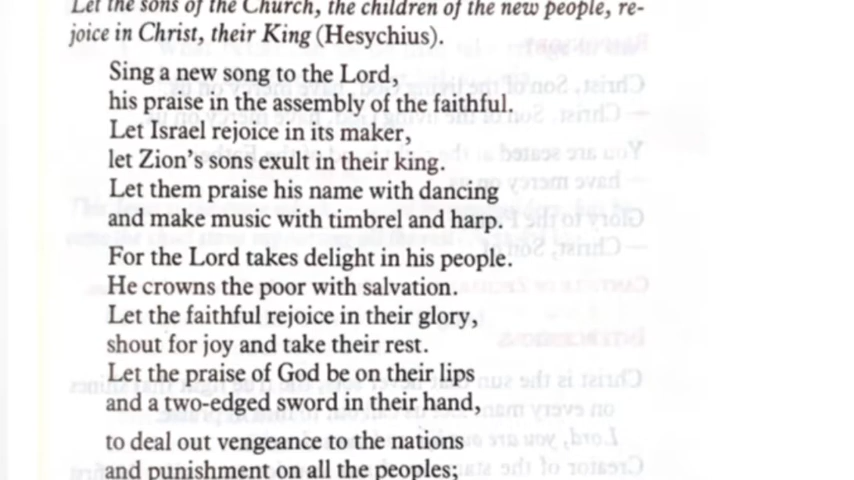 Let the sons of the Church, the children of the new people, re-
joice in Christ, their King (Hesychius).
Sing a new song to the Lord,
his praise in the assembly of the faithful.
Let Israel rejoice in its maker,
let Zion's sons exult in their king.
Let them praise his name with dancing
and make music with timbrel and harp.
For the Lord takes delight in his people.
He crowns the poor with salvation.
Let the faithful rejoice in their glory,
shout for joy and take their rest.
Let the praise of God be on their lips
and a two-edged sword in their hand,
to deal out vengeance to the nations
and punishment on all the peoples;